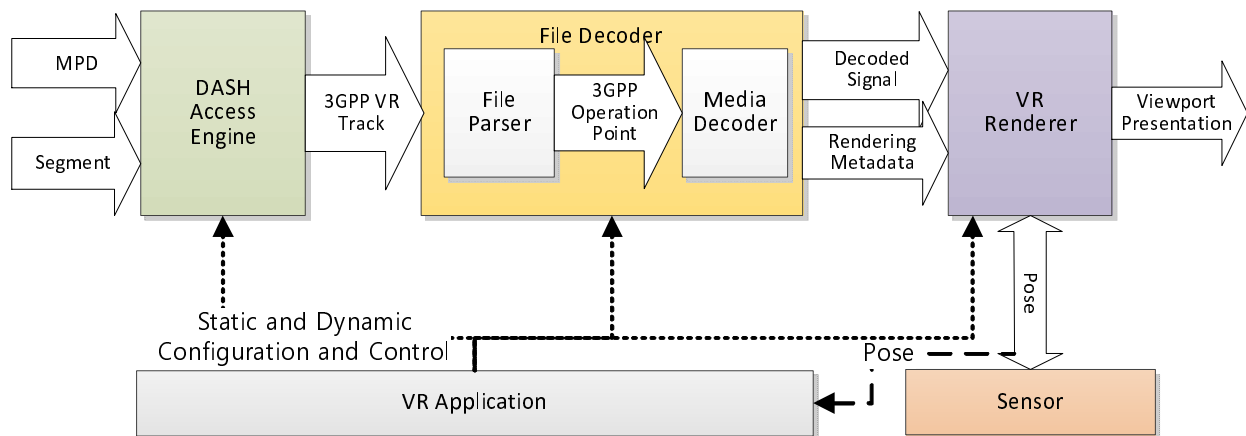 MPD
Segment
DASH
Access
Engine
3GPP VR
Track
File Decoder
File
Parser
3GPP
Operation
Point
Media
Decoder
Decoded
Signal
Rendering
Metadata
VR
Renderer
Viewport
Presentation
Pose
Static and Dynamic
Configuration and Control
Pose
VR Application
Sensor